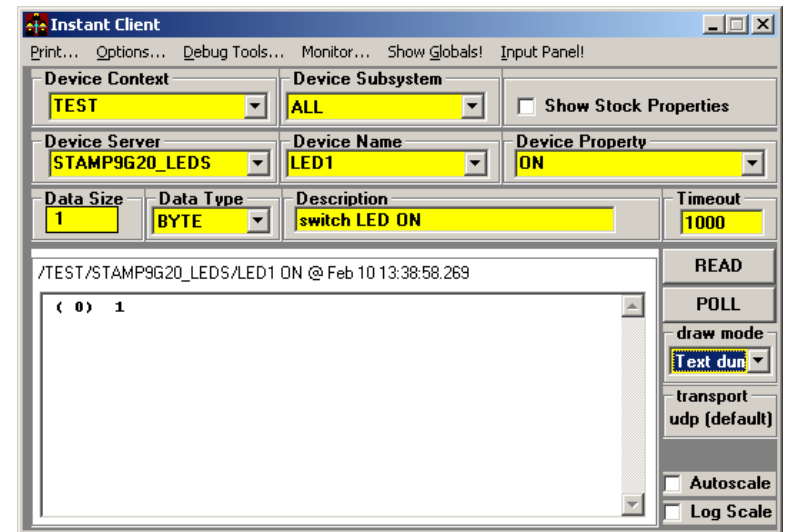 Instant Client
Print... Options... Debug Tools... Monitor... Show Globals! Input Panel!
Device Context Device Subsystem
TEST ALL Show Stock Properties
Device Server Device Name Device Property
STAMP9G20_LEDS LED1 ON
Data Size Data Type Description Timeout
1 BYTE switch LED ON 1000
/TEST/STAMP9G20_LEDS/LED1 ON @ Feb 10 13:38:58.269
( 0) 1
READ
POLL
draw mode
Text dun
transport
udp (default)
Autoscale
Log Scale